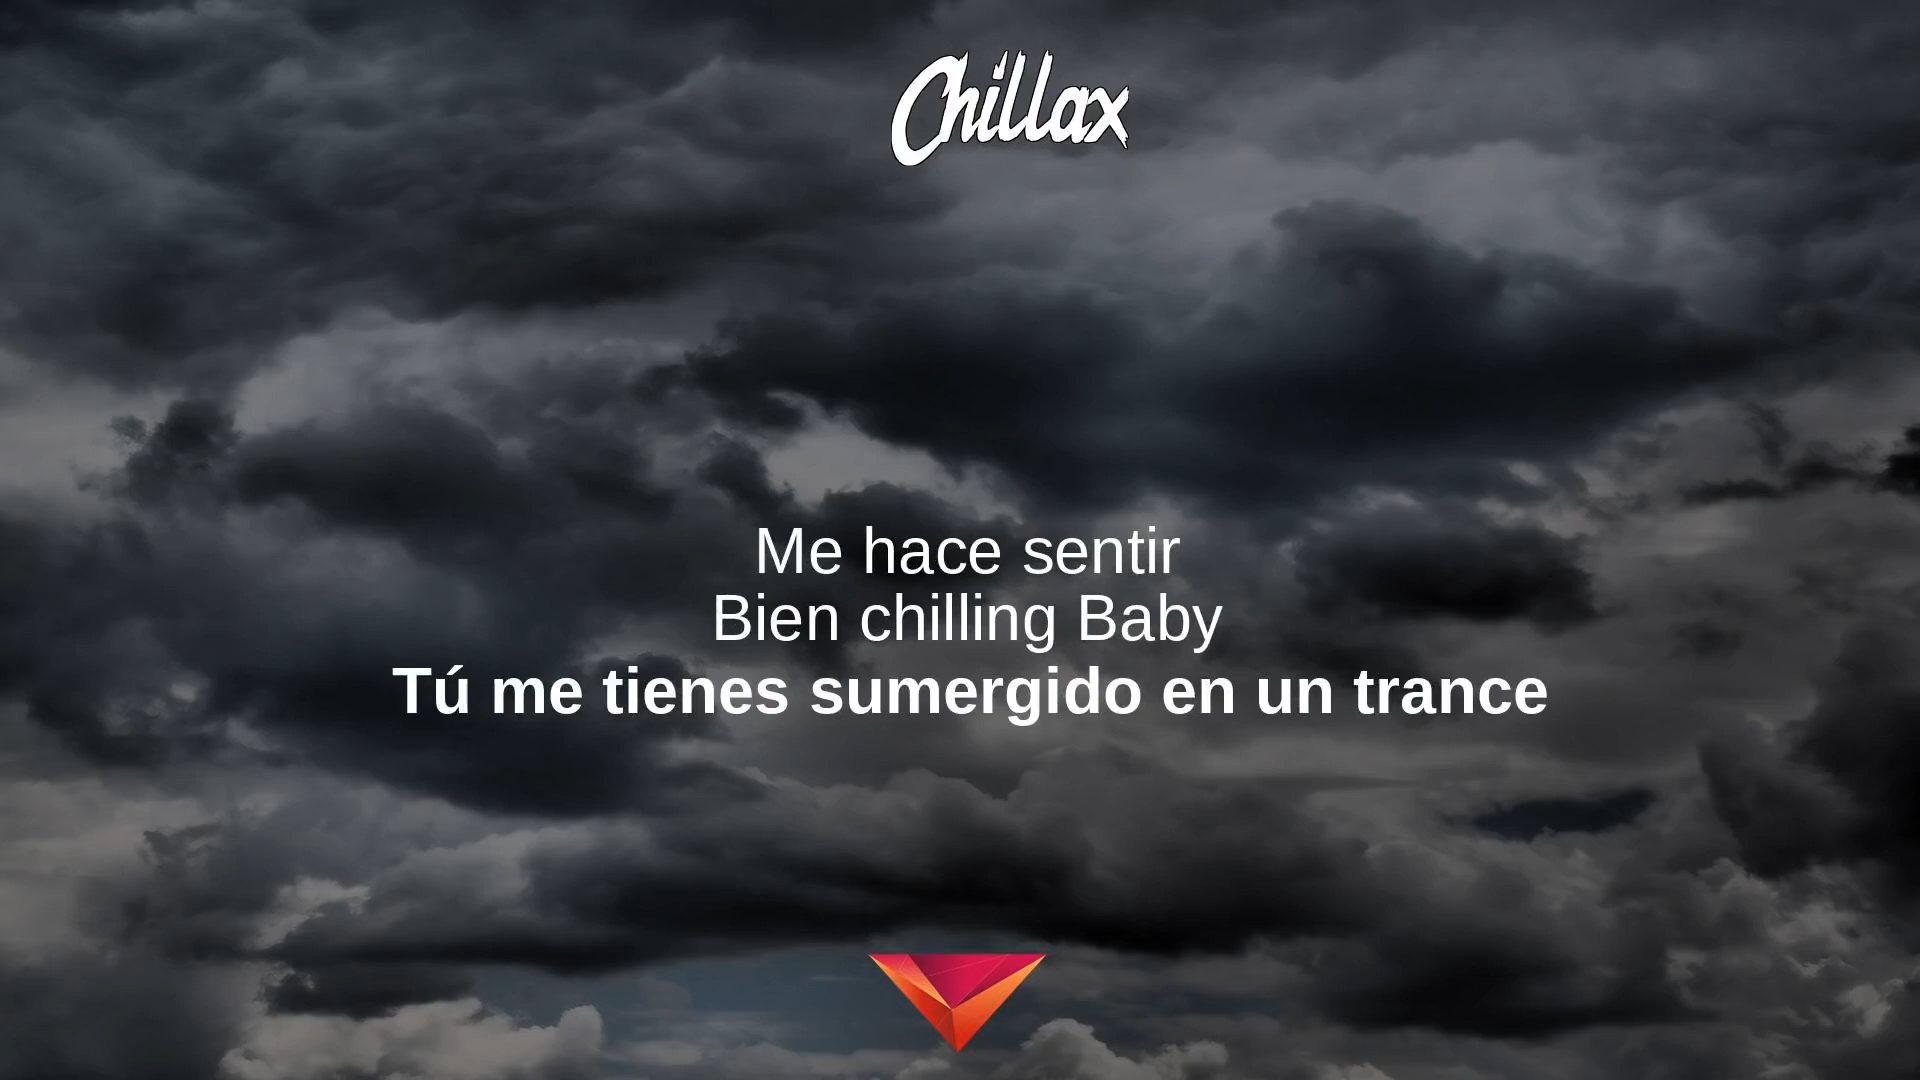 Chillax
Me hace sentir
Bien chilling Baby
Tú me tienes sumergido en un trance